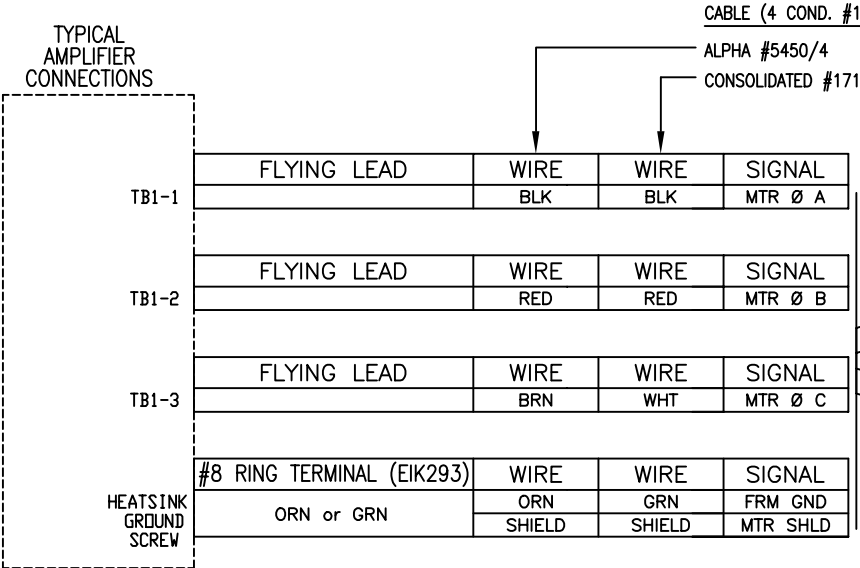 CABLE (4 COND. #1
TYPICAL
AMPLIFIER
CONNECTIONS
ALPHA #5450/4
CONSOLIDATED #171
FLYING LEAD WIRE WIRE SIGNAL
TB1-1 BLK BLK MTR Ø A
FLYING LEAD WIRE WIRE SIGNAL
TB1-2 RED RED MTR Ø B
FLYING LEAD WIRE WIRE SIGNAL
TB1-3 BRN WHT MTR Ø C
#8 RING TERMINAL (EIK293) WIRE WIRE SIGNAL
HEATSINK
GROUND
SCREW
ORN or GRN
ORN GRN FRM GND
SHIELD SHIELD MTR SHLD